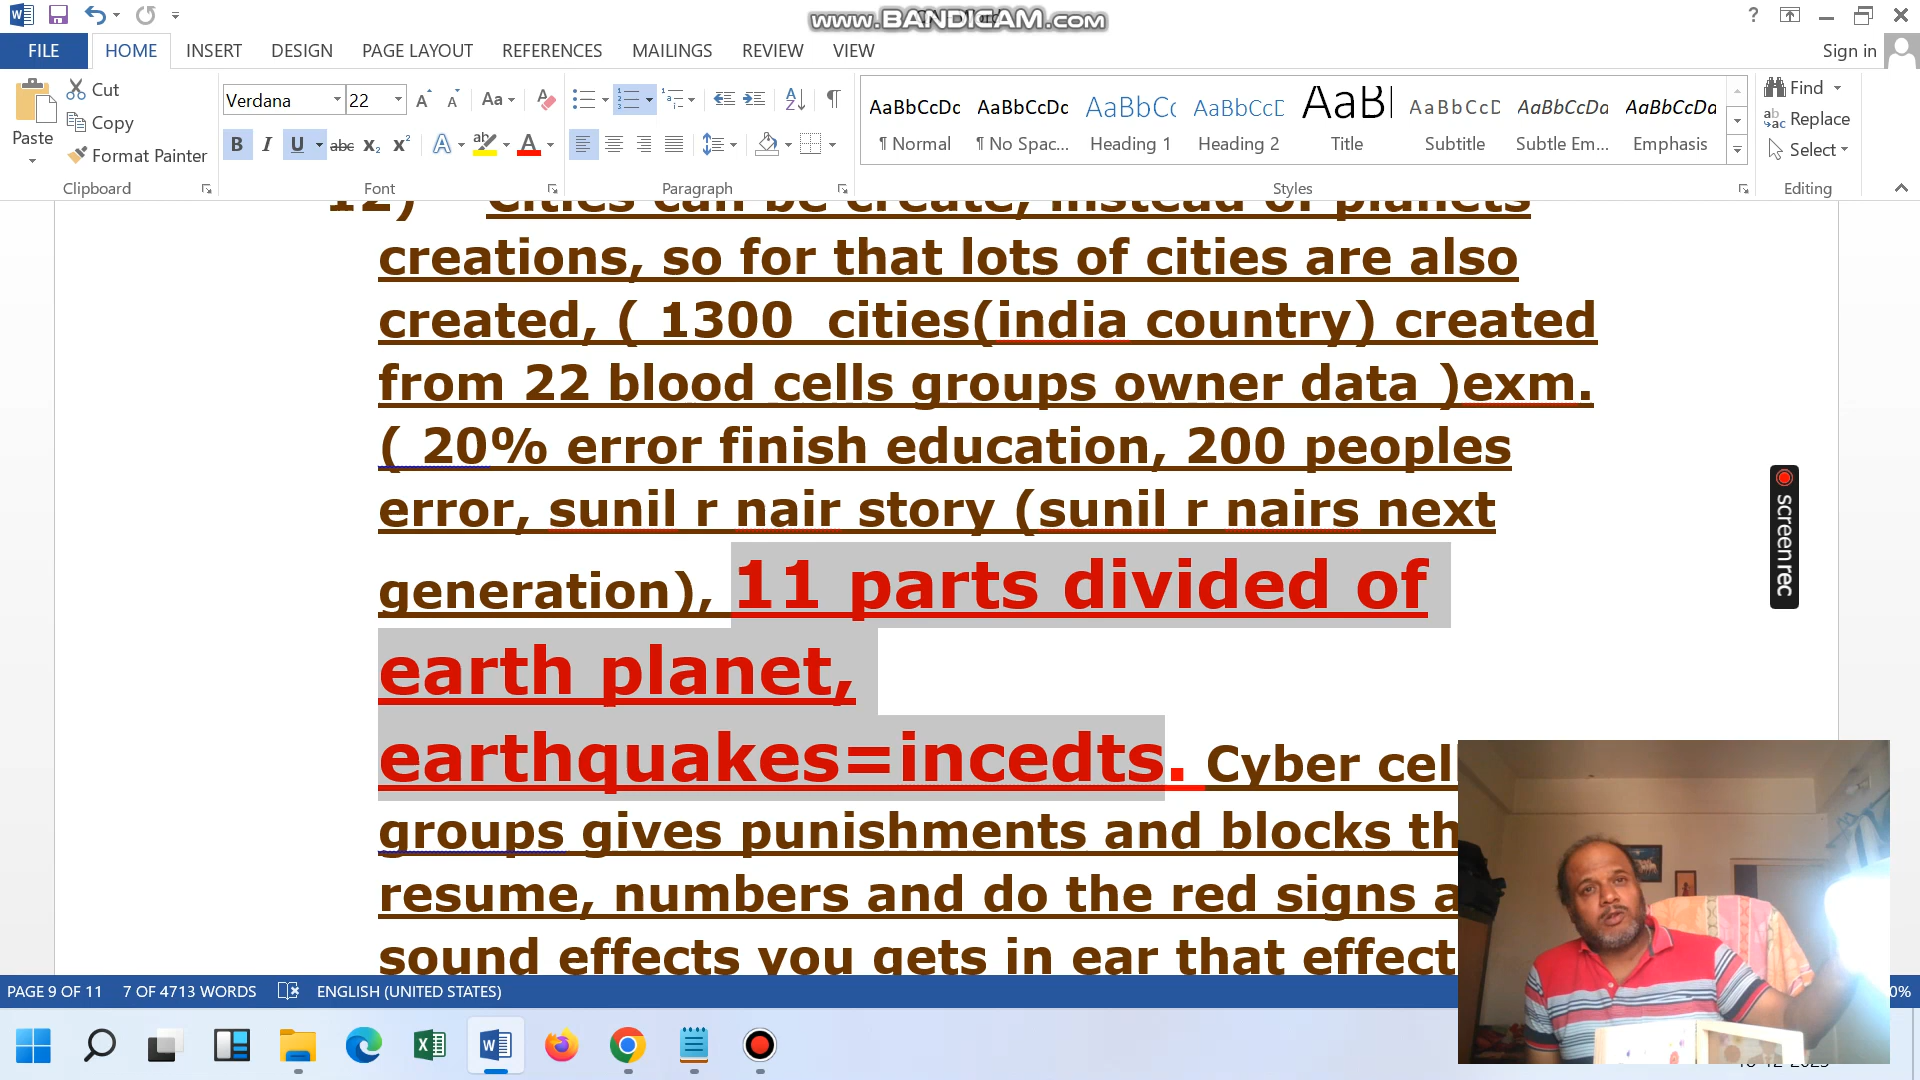 www.BANDICAM.com
FILE HOME INSERT DESIGN PAGE LAYOUT REFERENCES MAILINGS REVIEW VIEW Sign in
Cut
Copy
Format Painter
Paste
Clipboard
Verdana 22
Font
Paragraph
AaBbCcDc AaBbCcDc AaBbC AaBbCcD AaB AaBbCcD AaBbCcDa AaBbCcDa
¶ Normal ¶ No Spac... Heading 1 Heading 2 Title Subtitle Subtle Em... Emphasis
Styles
Find
Replace
Select
Editing
12) Cities can be create, instead of planets
creations, so for that lots of cities are also
created, ( 1300 cities(india country) created
from 22 blood cells groups owner data )exm.
( 20% error finish education, 200 peoples
error, sunil r nair story (sunil r nairs next
generation), 11 parts divided of
earth planet,
earthquakes=incedts. Cyber cell
groups gives punishments and blocks th
resume, numbers and do the red signs a
sound effects you gets in ear that effect
screenrec
PAGE 9 OF 11 7 OF 4713 WORDS ENGLISH (UNITED STATES) 0%